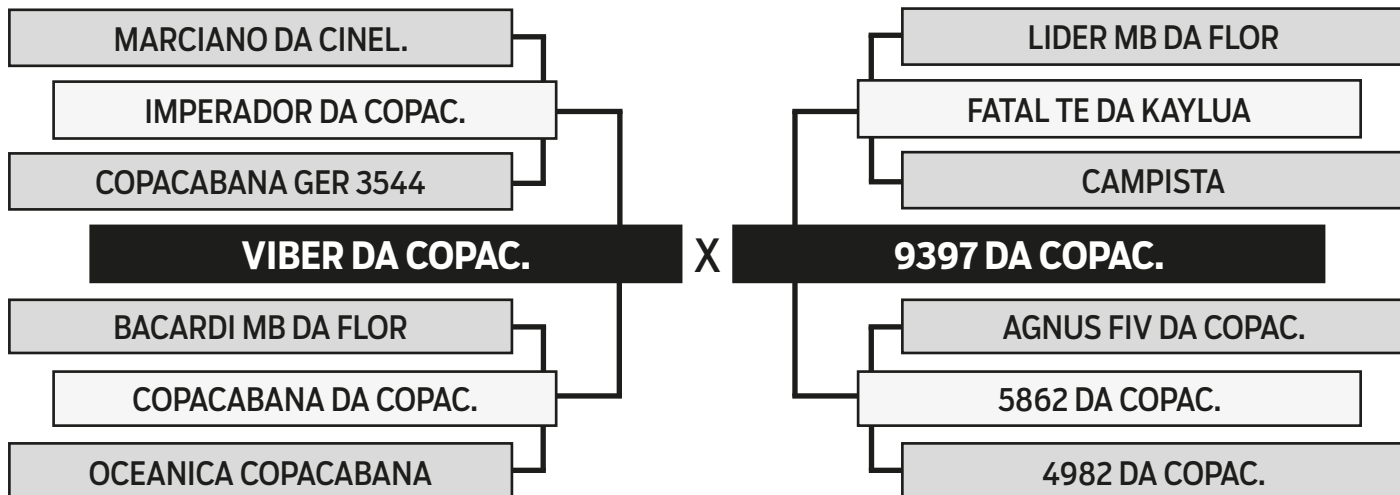 MARCIANO DA CINEL.
IMPERADOR DA COPAC.
COPACABANA GER 3544
VIBER DA COPAC.
BACARDI MB DA FLOR
COPACABANA DA COPAC.
OCEANICA COPACABANA
X
LIDER MB DA FLOR
FATAL TE DA KAYLUA
CAMPISTA
9397 DA COPAC.
AGNUS FIV DA COPAC.
5862 DA COPAC.
4982 DA COPAC.